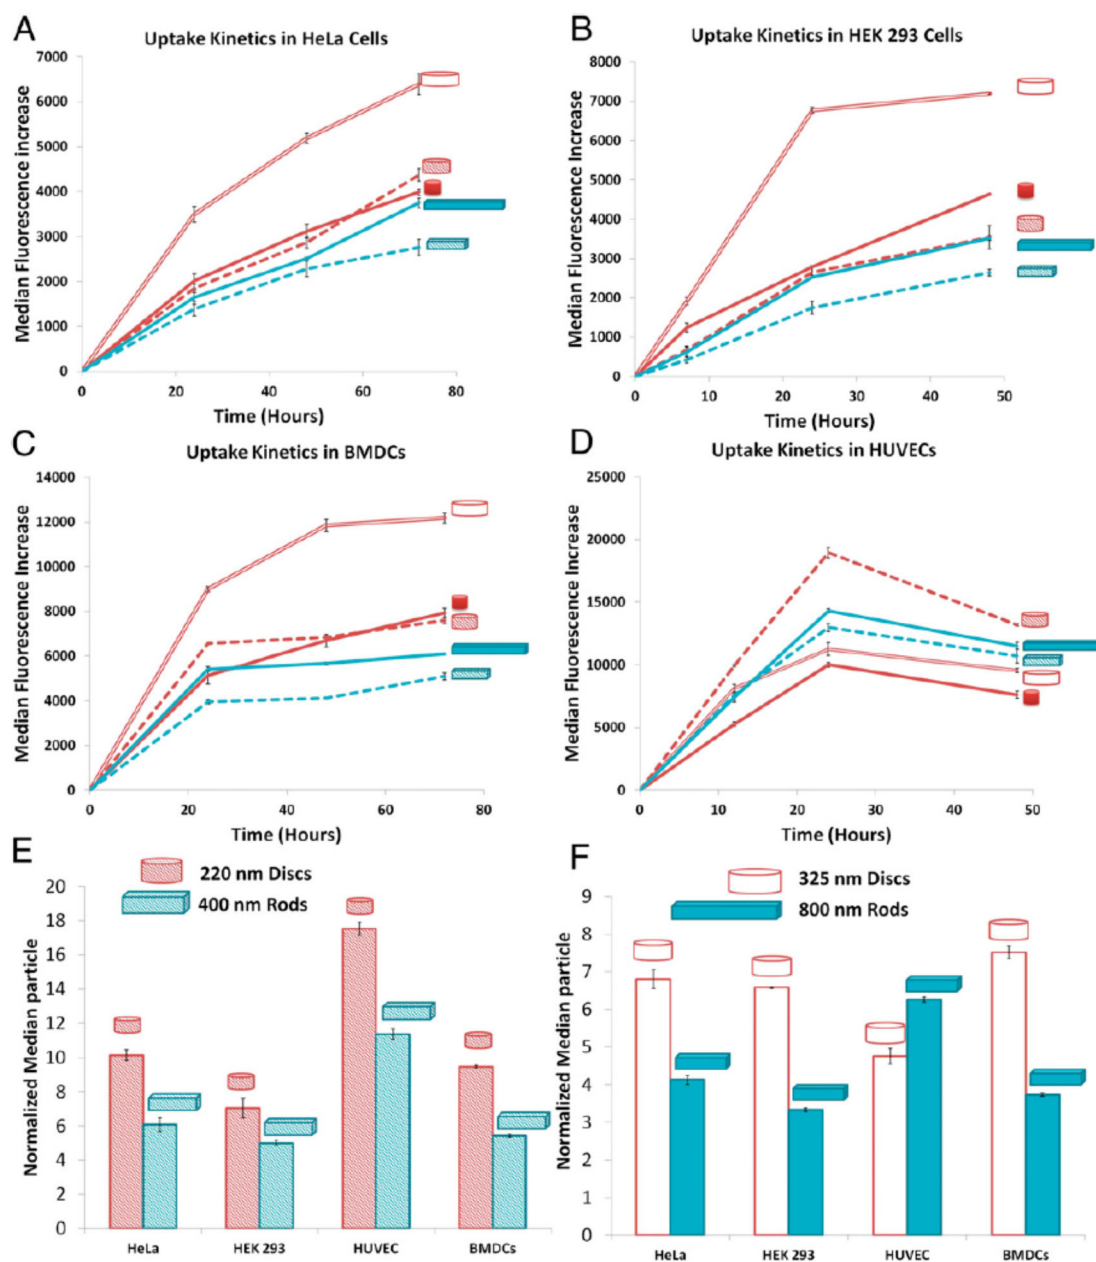 A
Uptake Kinetics in HeLa Cells
Median Fluorescence increase
7000
6000
5000
4000
3000
2000
1000
0
0 20 40 60 80
Time (Hours)
B
Uptake Kinetics in HEK 293 Cells
Median Fluorescence Increase
8000
7000
6000
5000
4000
3000
2000
1000
0
0 10 20 30 40 50
Time (Hours)
C
Uptake Kinetics in BMDCs
Median Fluorescence Increase
14000
12000
10000
8000
6000
4000
2000
0
0 20 40 60 80
Time (Hours)
D
Uptake Kinetics in HUVECs
Median Fluorescence Increase
25000
20000
15000
10000
5000
0
0 10 20 30 40 50
Time (Hours)
E
220 nm Discs
400 nm Rods
Normalized Median particle
20
18
16
14
12
10
8
6
4
2
0
HeLa HEK 293 HUVEC BMDCs
F
325 nm Discs
800 nm Rods
Normalized Median particle
9
8
7
6
5
4
3
2
1
0
HeLa HEK 293 HUVEC BMDCs